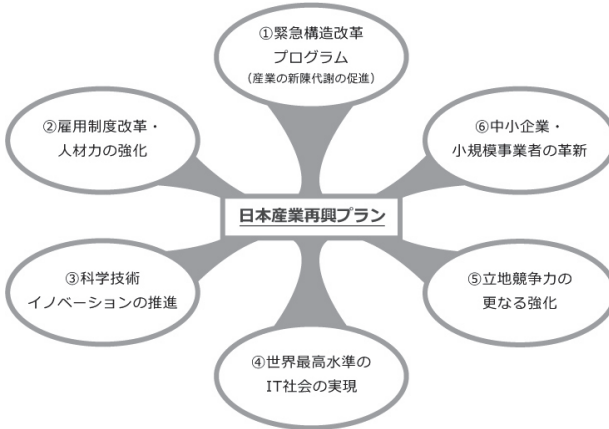 ①緊急構造改革
プログラム
（産業の新陳代謝の促進）
②雇用制度改革・
人材力の強化
⑥中小企業・
小規模事業者の革新
日本産業再興プラン
③科学技術
イノベーションの推進
⑤立地競争力の
更なる強化
④世界最高水準の
IT社会の実現